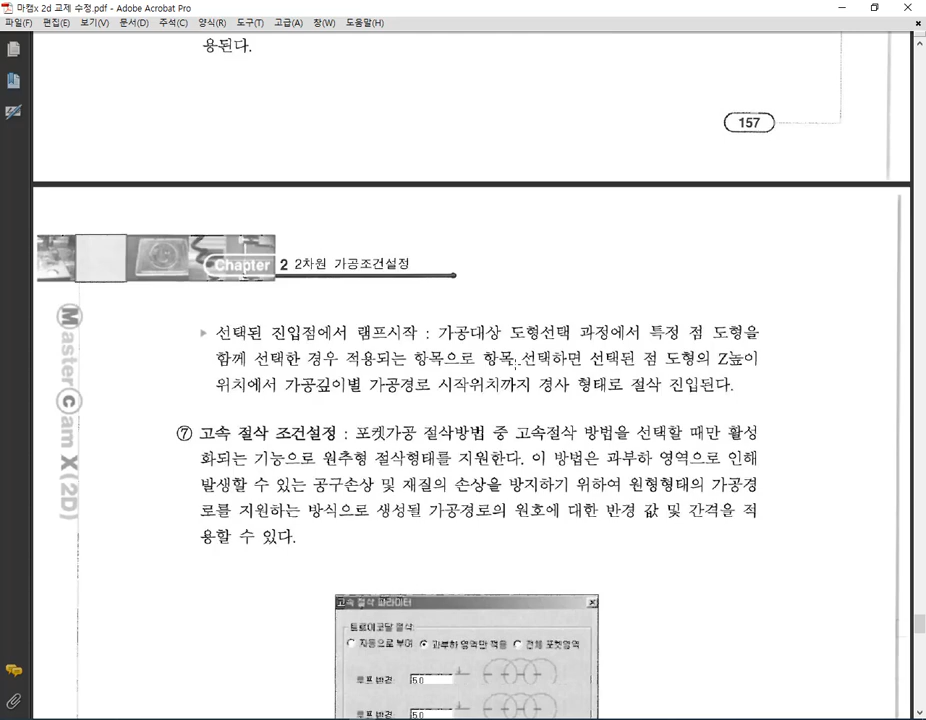 마캠x 2d 교제 수정.pdf - Adobe Acrobat Pro
파일(F) 편집(E) 보기(V) 문서(D) 주석(C) 양식(R) 도구(T) 고급(A) 창(W) 도움말(H)
용된다.
157
Chapter 2 2차원 가공조건설정
Mastercam X(2D)
▶ 선택된 진입점에서 램프시작 : 가공대상 도형선택 과정에서 특정 점 도형을
함께 선택한 경우 적용되는 항목으로 항목 선택하면 선택된 점 도형의 Z높이
위치에서 가공깊이별 가공경로 시작위치까지 경사 형태로 절삭 진입된다.
⑦ 고속 절삭 조건설정 : 포켓가공 절삭방법 중 고속절삭 방법을 선택할 때만 활성
화되는 기능으로 원추형 절삭형태를 지원한다. 이 방법은 과부하 영역으로 인해
발생할 수 있는 공구손상 및 재질의 손상을 방지하기 위하여 원형형태의 가공경
로를 지원하는 방식으로 생성될 가공경로의 원호에 대한 반경 값 및 간격을 적
용할 수 있다.
고속 절삭 파라미터
트로이코달 절삭
자동으로 부여 과부하 영역만 적용 전체 포켓영역
루프 반경: 5.0
루프 반경: 5.0